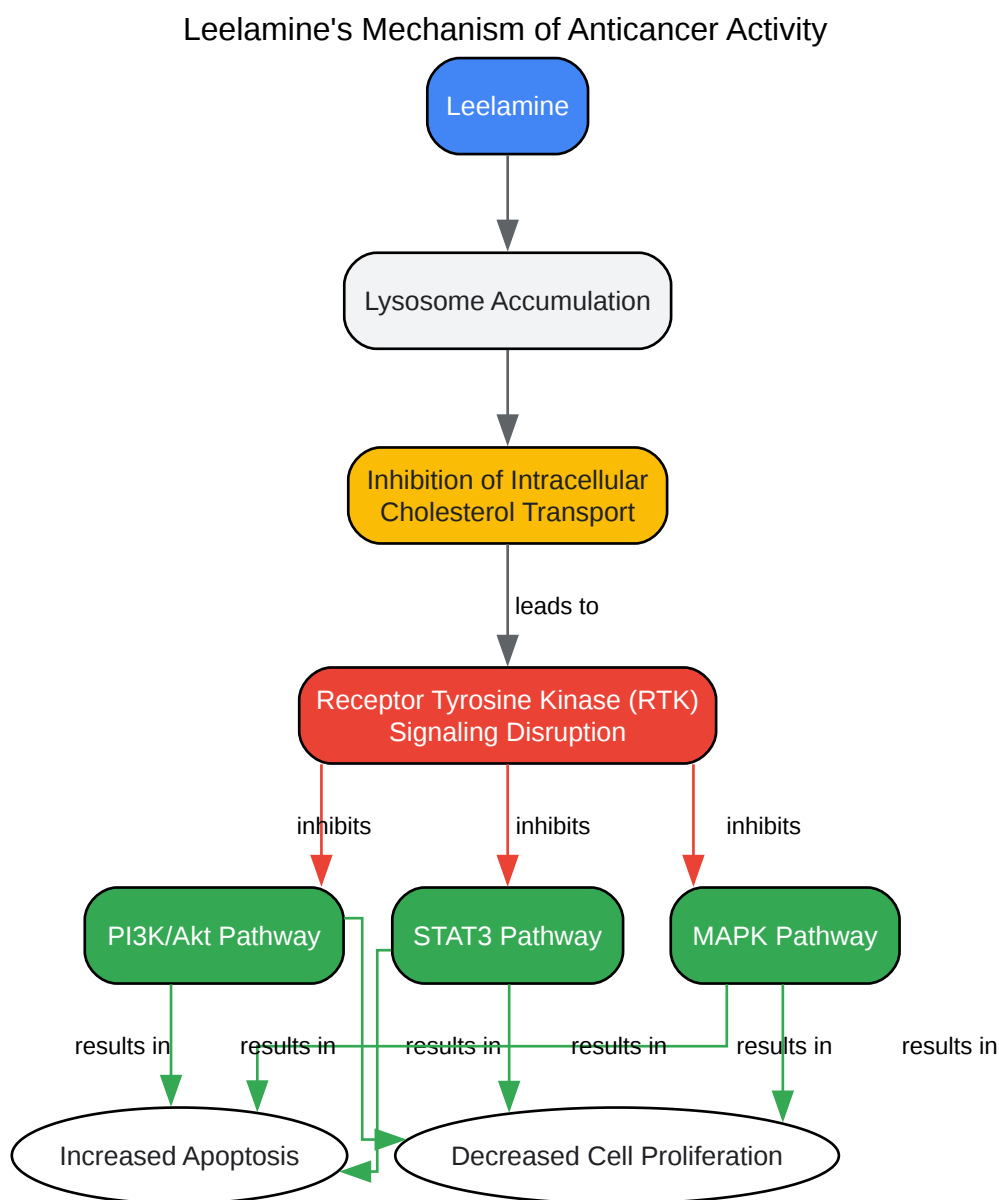 Leelamine's Mechanism of Anticancer Activity
Leelamine
Lysosome Accumulation
Inhibition of Intracellular
Cholesterol Transport
leads to
Receptor Tyrosine Kinase (RTK)
Signaling Disruption
inhibits
inhibits
inhibits
PI3K/Akt Pathway
STAT3 Pathway
MAPK Pathway
results in
results in
results in
results in
results in
results in
Increased Apoptosis
Decreased Cell Proliferation